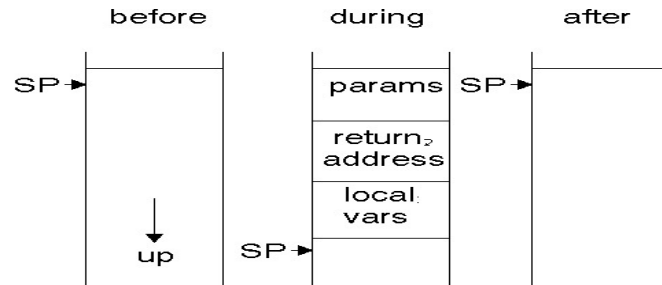 before
during
after
SP
params
SP
return
address
local
vars
SP
up